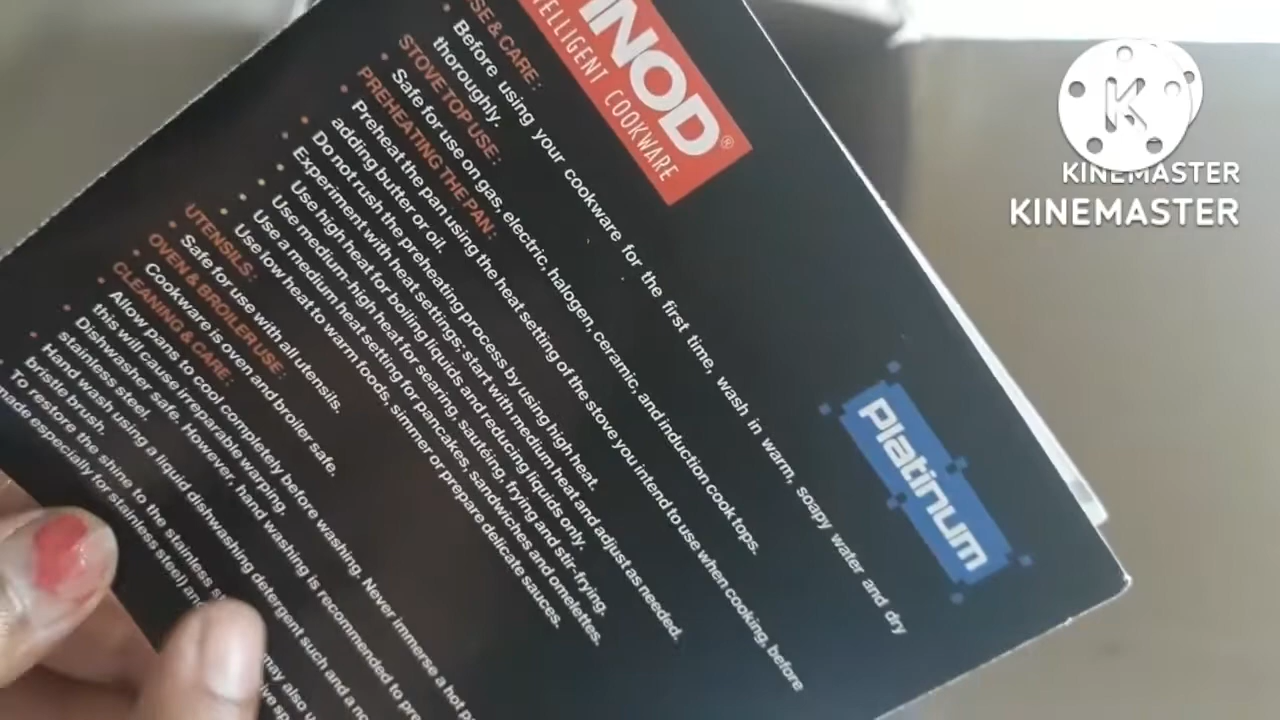 INOD®
TELLIGENT COOKWARE
SE & CARE:
Before using your cookware for the first time, wash in warm, soapy water and dry
thoroughly.
STOVE TOP USE:
Safe for use on gas, electric, halogen, ceramic, and induction cook tops.
PREHEATING THE PAN:
Preheat the pan using the heat setting of the stove you intend to use when cooking, before
adding butter or oil.
Do not rush the preheating process by using high heat.
Experiment with heat settings, start with medium heat and adjust as needed.
Use high heat for boiling liquids and reducing liquids only.
Use medium-high heat for searing, sautéing, frying and stir-frying.
Use a medium heat setting for pancakes, sandwiches and omelettes.
Use low heat to warm foods, simmer or prepare delicate sauces.
UTENSILS:
Safe for use with all utensils.
OVEN & BROILER USE:
Cookware is oven and broiler safe.
CLEANING & CARE:
Allow pans to cool completely before washing. Never immerse a hot p
this will cause irreparable warping.
Dishwasher safe. However, hand washing is recommended to pre
stainless steel.
Hand wash using a liquid dishwashing detergent such and a no
bristle brush.
To restore the shine to the stainless s may also u
made especially for stainless steel) an ive sp
Platinum
K
KINEMASTER
KINEMASTER